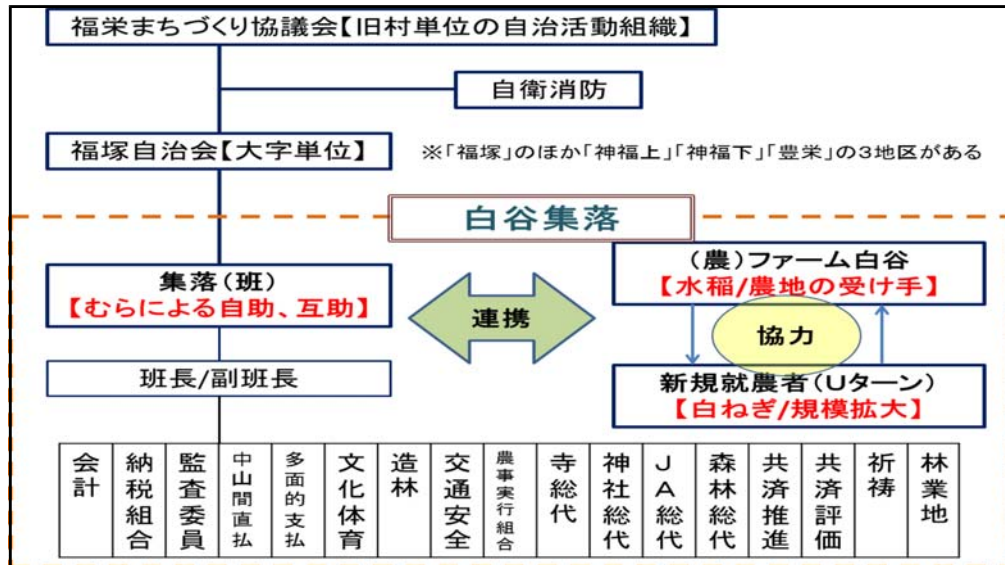 福栄まちづくり協議会【旧村単位の自治活動組織】
自衛消防
福塚自治会【大字単位】
※「福塚」のほか「神福上」「神福下」「豊栄」の3地区がある
白谷集落
集落(班)
【むらによる自助、互助】
連携
(農)ファーム白谷
【水稲/農地の受け手】
協力
新規就農者(Uターン)
【白ねぎ/規模拡大】
班長/副班長
会計
納税組合
監査委員
中山間直払
多面的支払
文化体育
造林
交通安全
農事実行組合
寺総代
神社総代
JA総代
森林総代
共済推進
共済評価
祈祷
林業地